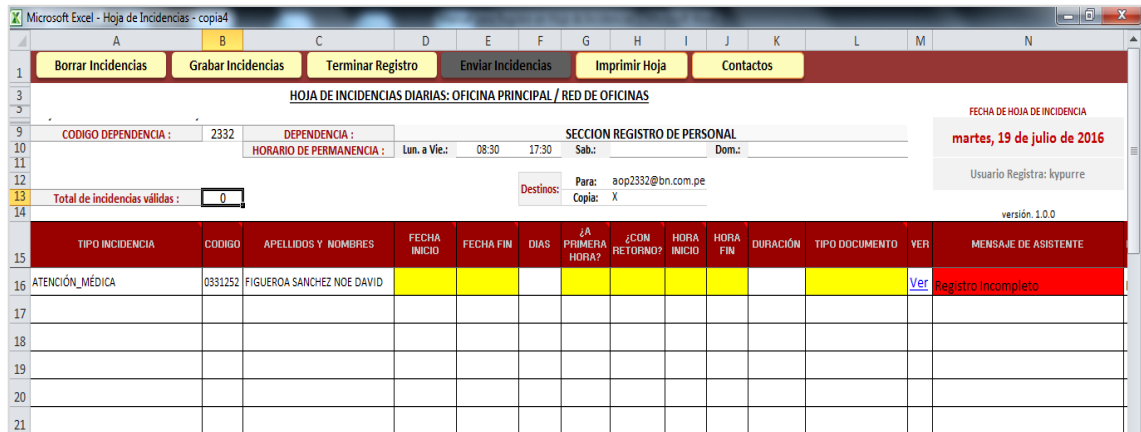 Microsoft Excel - Hoja de Incidencias - copia4
A B C D E F G H I J K L M N
1 Borrar Incidencias Grabar Incidencias Terminar Registro Enviar Incidencias Imprimir Hoja Contactos
3 HOJA DE INCIDENCIAS DIARIAS: OFICINA PRINCIPAL / RED DE OFICINAS
FECHA DE HOJA DE INCIDENCIA
9 CODIGO DEPENDENCIA : 2332 DEPENDENCIA : SECCION REGISTRO DE PERSONAL
martes, 19 de julio de 2016
10 HORARIO DE PERMANENCIA : Lun. a Vie.: 08:30 17:30 Sab.: Dom.:
11
12 Destinos: Para: aop2332@bn.com.pe
Usuario Registra: kypurre
13 Total de incidencias válidas : 0 Copia: X
14 versión. 1.0.0
15 TIPO INCIDENCIA CODIGO APELLIDOS Y NOMBRES FECHA INICIO FECHA FIN DIAS ¿A PRIMERA HORA? ¿CON RETORNO? HORA INICIO HORA FIN DURACIÓN TIPO DOCUMENTO VER MENSAJE DE ASISTENTE
16 ATENCIÓN_MÉDICA 0331252 FIGUEROA SANCHEZ NOE DAVID Ver Registro Incompleto
17
18
19
20
21